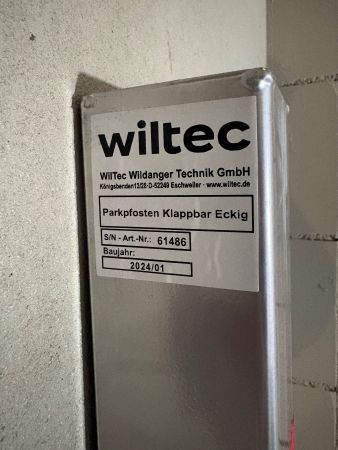 wiltec
WilTec Wildanger Technik GmbH
Königsbenden12/28-D-52249 Eschweiler · www.wiltec.de
Parkpfosten Klappbar Eckig
S/N - Art.-Nr.: 61486
Baujahr:
2024/01